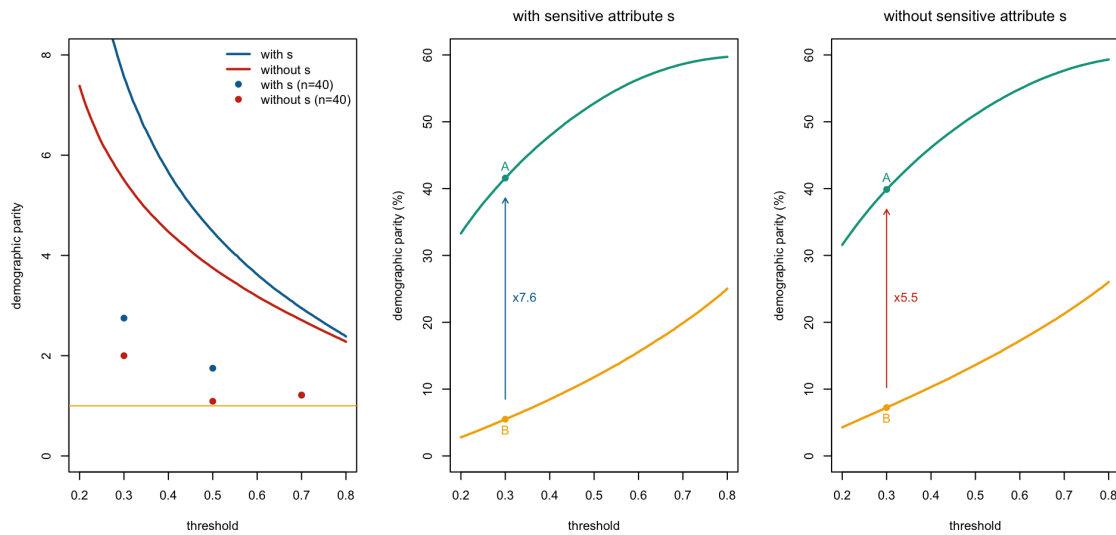 with s
without s
with s (n=40)
without s (n=40)
demographic parity
0
2
4
6
8
0.2 0.3 0.4 0.5 0.6 0.7 0.8
threshold
with sensitive attribute s
demographic parity (%)
0
10
20
30
40
50
60
A
x7.6
B
0.2 0.3 0.4 0.5 0.6 0.7 0.8
threshold
without sensitive attribute s
demographic parity (%)
0
10
20
30
40
50
60
A
x5.5
B
0.2 0.3 0.4 0.5 0.6 0.7 0.8
threshold